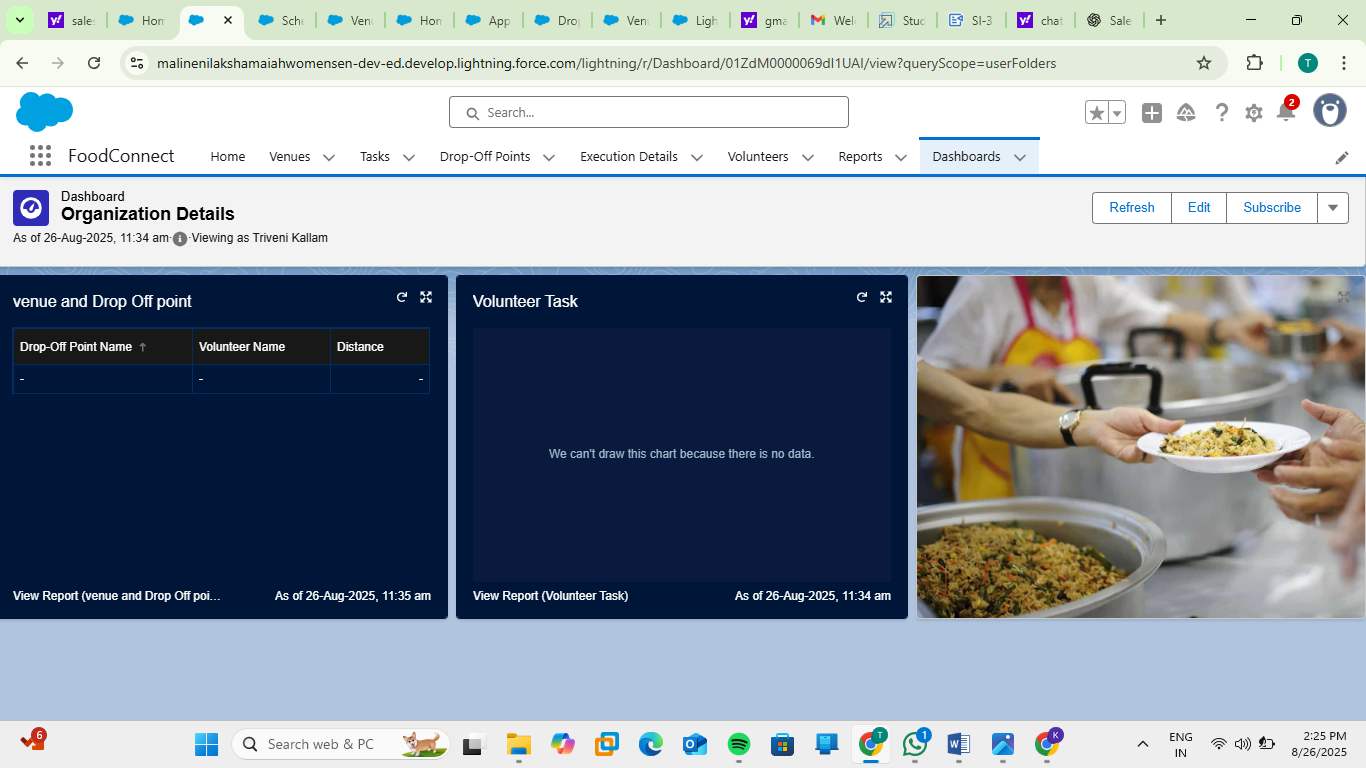 sales
Hom
Sche
Venu
Hom
App
Drop
Venu
Ligh
gma
Wel
Stud
SI-3
chat
Sale
malinenilakshamaiahwomensen-dev-ed.develop.lightning.force.com/lightning/r/Dashboard/01ZdM0000069dI1UAI/view?queryScope=userFolders
T
Search...
2
FoodConnect
Home
Venues
Tasks
Drop-Off Points
Execution Details
Volunteers
Reports
Dashboards
Dashboard
Organization Details
As of 26-Aug-2025, 11:34 am·Viewing as Triveni Kallam
Refresh
Edit
Subscribe
venue and Drop Off point
Drop-Off Point Name ↑ Volunteer Name Distance
- - -
View Report (venue and Drop Off poi... As of 26-Aug-2025, 11:35 am
Volunteer Task
We can't draw this chart because there is no data.
View Report (Volunteer Task) As of 26-Aug-2025, 11:34 am
6
Search web & PC
T
1
K
ENG
IN
2:25 PM
8/26/2025